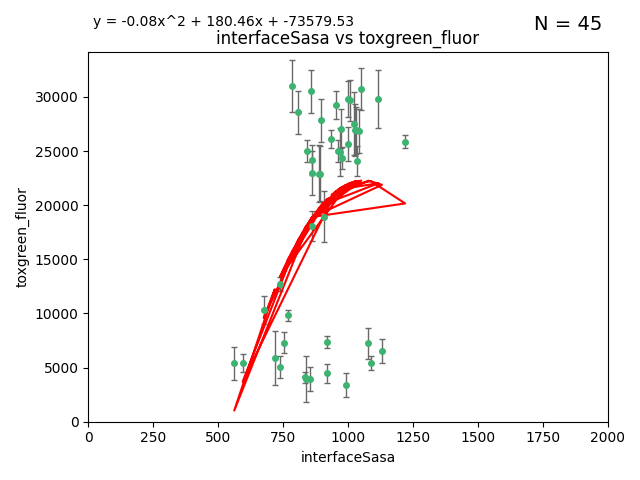 y = -0.08x^2 + 180.46x + -73579.53
N = 45
interfaceSasa vs toxgreen_fluor
30000
25000
20000
15000
10000
5000
0
toxgreen_fluor
0 250 500 750 1000 1250 1500 1750 2000
interfaceSasa